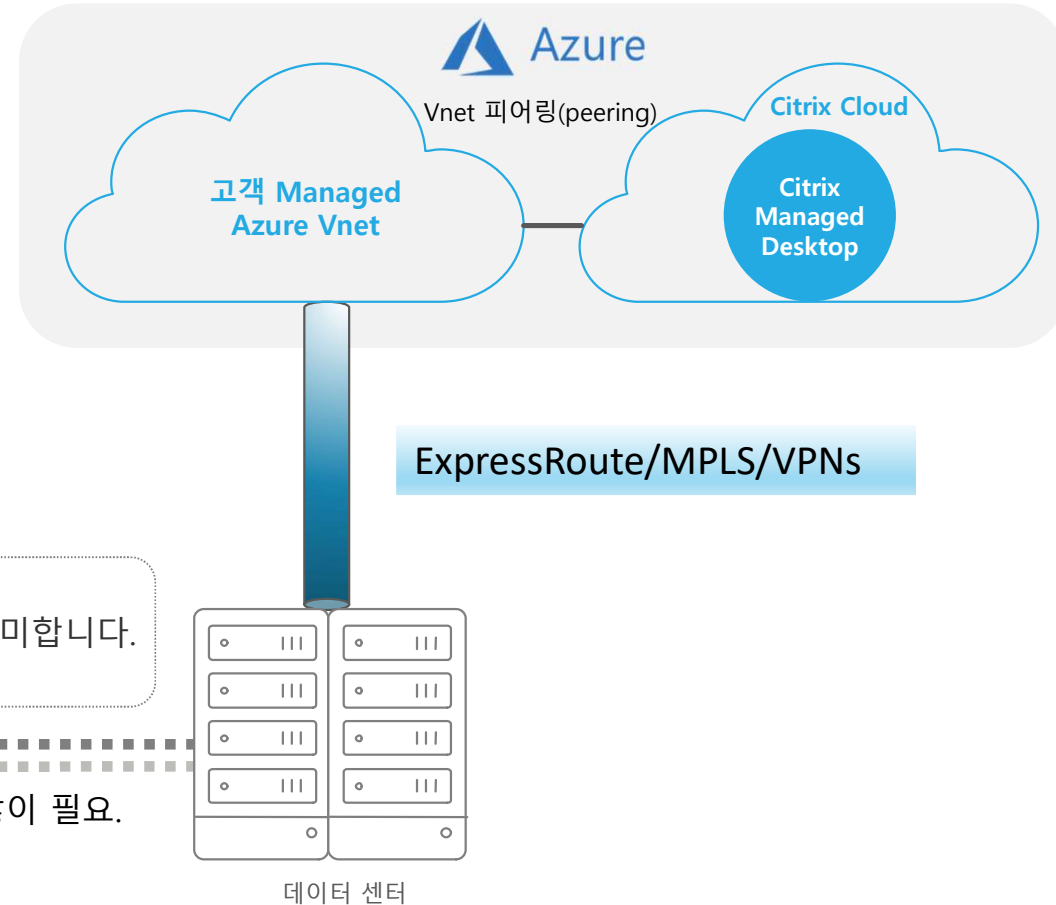 Azure
Vnet 피어링(peering)
Citrix Cloud
고객 Managed
Azure Vnet
Citrix
Managed
Desktop
ExpressRoute/MPLS/VPNs
미합니다.
이 필요.
데이터 센터